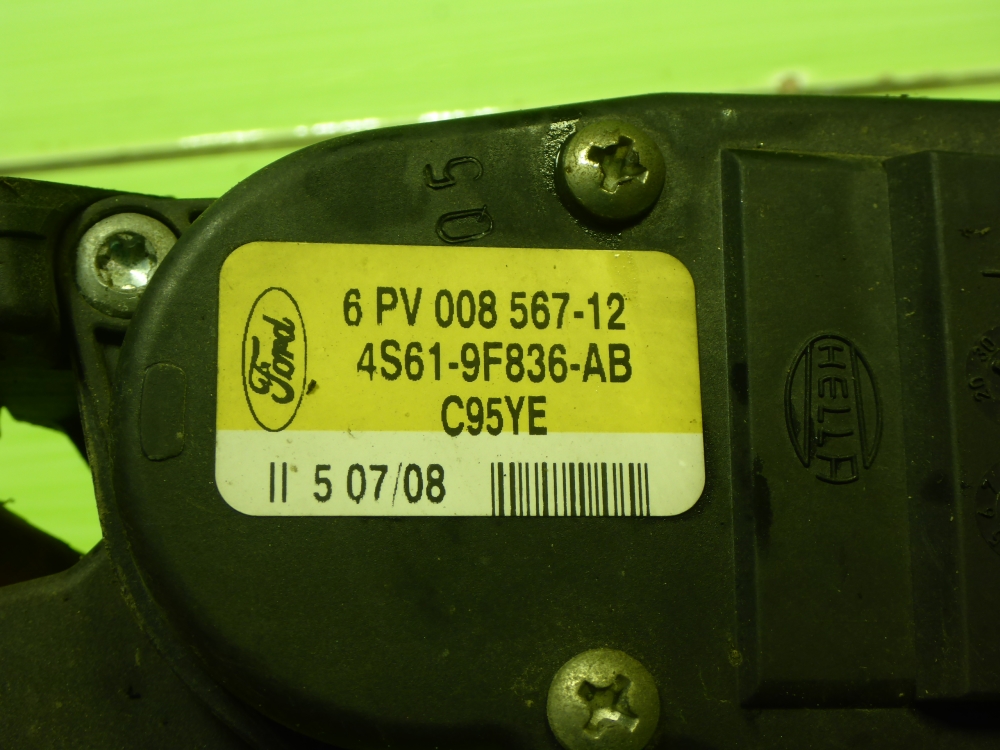 05
Ford
6 PV 008 567-12
4S61-9F836-AB
C95YE
II 5 07/08
HELLA